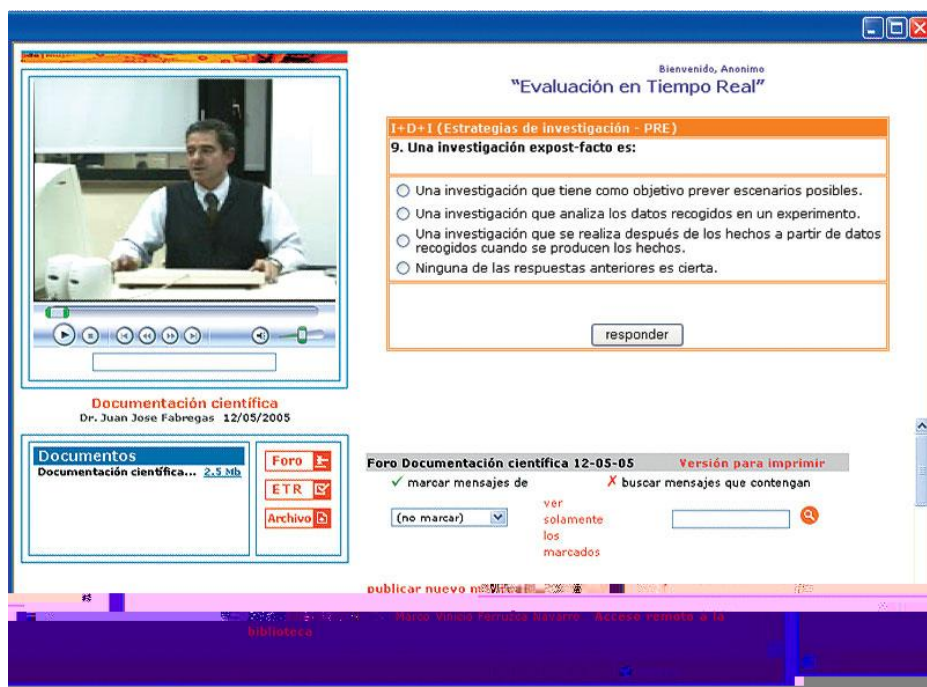 Bienvenido, Anonimo
"Evaluación en Tiempo Real"
I+D+I (Estrategias de investigación - PRE)
9. Una investigación expost-facto es:
Una investigación que tiene como objetivo prever escenarios posibles.
Una investigación que analiza los datos recogidos en un experimento.
Una investigación que se realiza después de los hechos a partir de datos
recogidos cuando se producen los hechos.
Ninguna de las respuestas anteriores es cierta.
responder
Documentación científica
Dr. Juan Jose Fabregas 12/05/2005
Documentos
Documentación científica... 2.5 Mb
Foro
ETR
Archivo
Foro Documentación científica 12-05-05 Versión para imprimir
✓ marcar mensajes de
✗ buscar mensajes que contengan
(no marcar)
ver
solamente
los
marcados
publicar nuevo
Marco Vinicio Ferruzca Navarro Acceso remoto a la
biblioteca